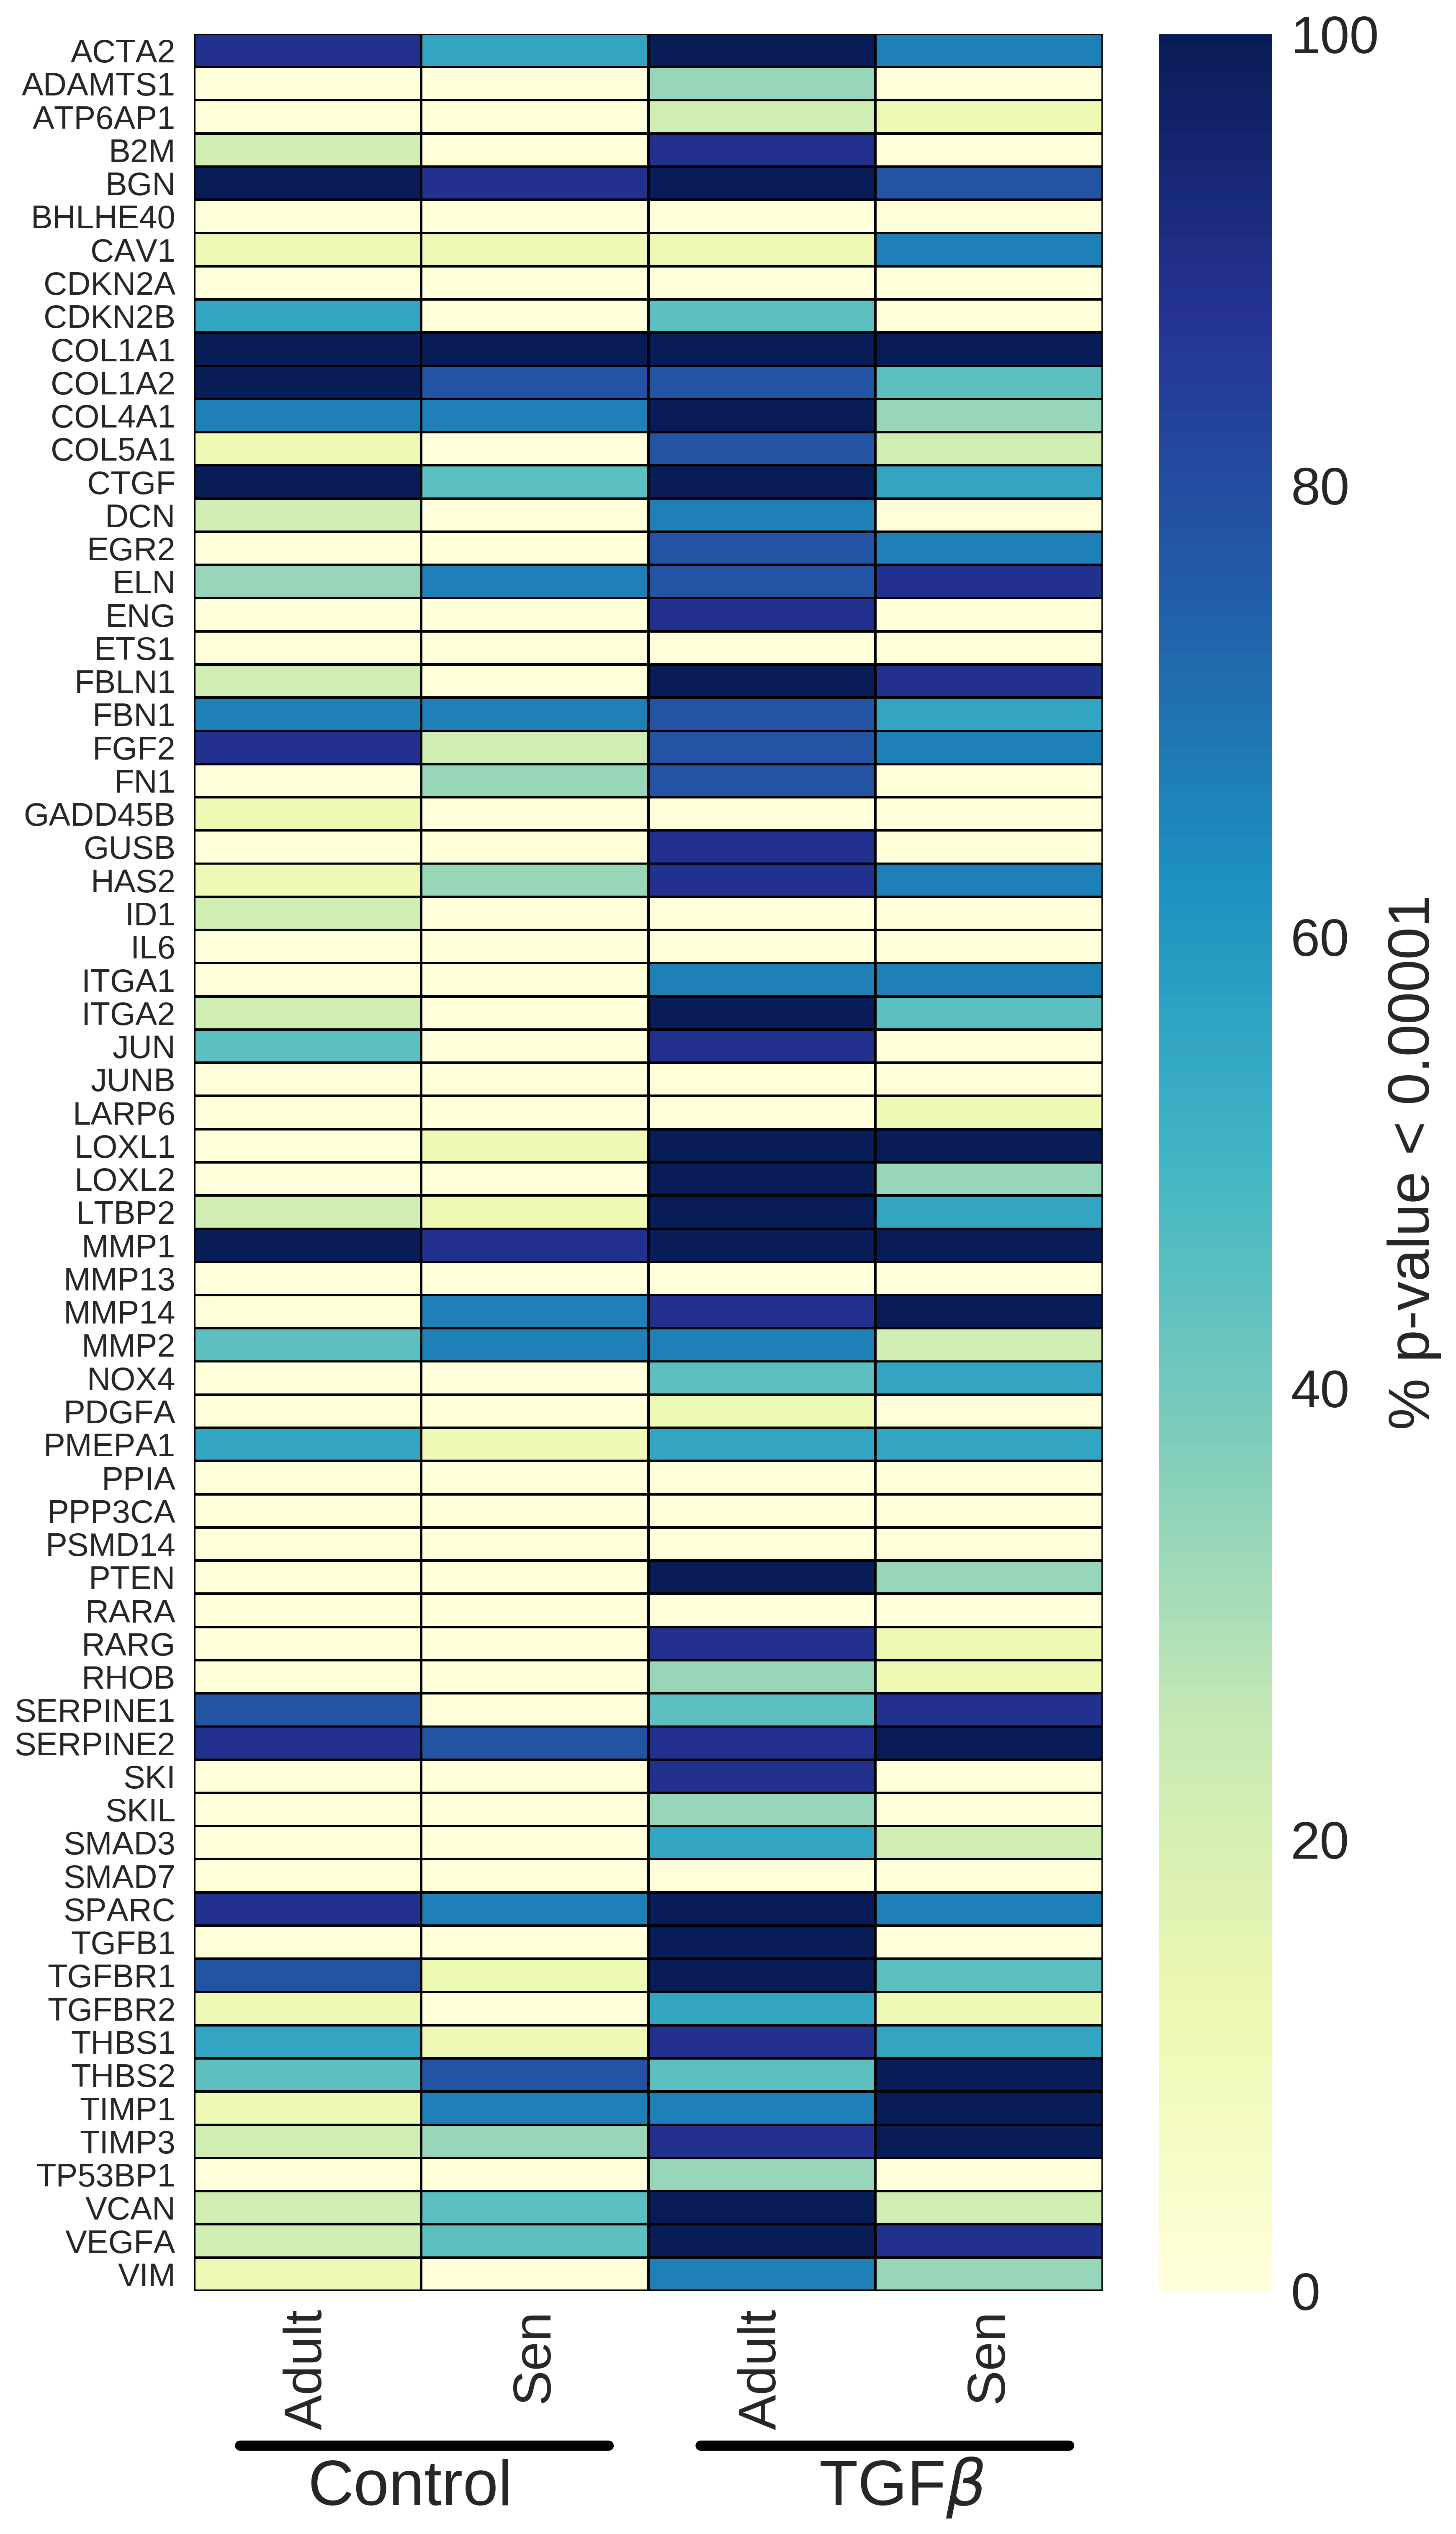 ACTA2
ADAMTS1
ATP6AP1
B2M
BGN
BHLHE40
CAV1
CDKN2A
CDKN2B
COL1A1
COL1A2
COL4A1
COL5A1
CTGF
DCN
EGR2
ELN
ENG
ETS1
FBLN1
FBN1
FGF2
FN1
GADD45B
GUSB
HAS2
ID1
IL6
ITGA1
ITGA2
JUN
JUNB
LARP6
LOXL1
LOXL2
LTBP2
MMP1
MMP13
MMP14
MMP2
NOX4
PDGFA
PMEPA1
PPIA
PPP3CA
PSMD14
PTEN
RARA
RARG
RHOB
SERPINE1
SERPINE2
SKI
SKIL
SMAD3
SMAD7
SPARC
TGFB1
TGFBR1
TGFBR2
THBS1
THBS2
TIMP1
TIMP3
TP53BP1
VCAN
VEGFA
VIM
Adult
Sen
Adult
Sen
Control
TGFβ
100
80
60
40
20
0
% p-value < 0.00001